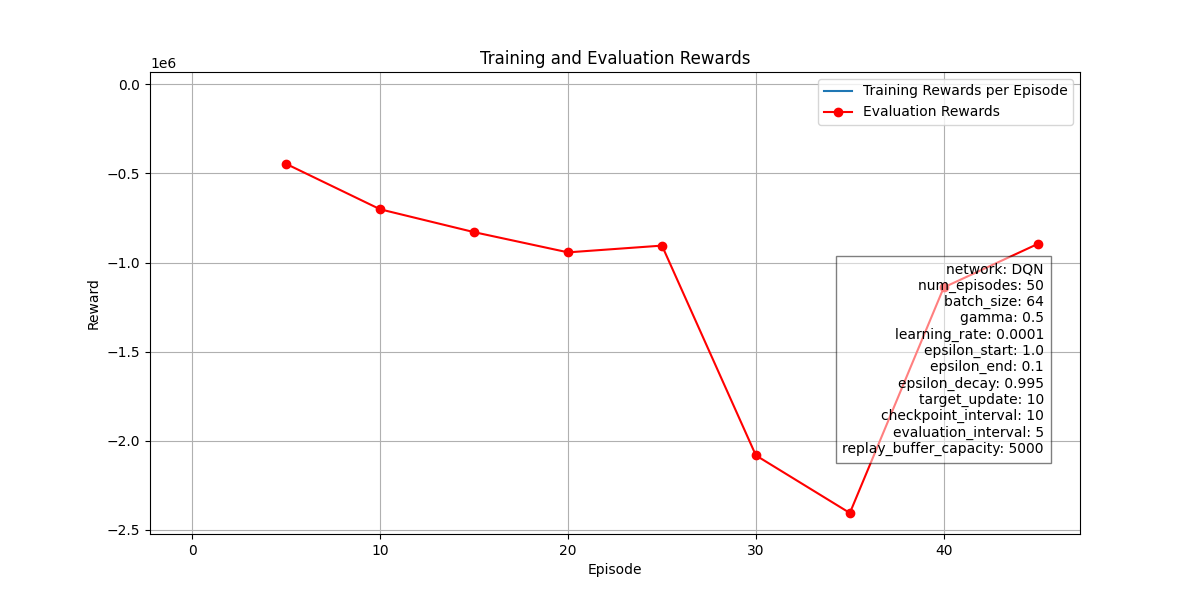 Training and Evaluation Rewards
1e6
0.0
−0.5
−1.0
−1.5
−2.0
−2.5
Reward
Training Rewards per Episode
Evaluation Rewards
network: DQN
num_episodes: 50
batch_size: 64
gamma: 0.5
learning_rate: 0.0001
epsilon_start: 1.0
epsilon_end: 0.1
epsilon_decay: 0.995
target_update: 10
checkpoint_interval: 10
evaluation_interval: 5
replay_buffer_capacity: 5000
0 10 20 30 40
Episode